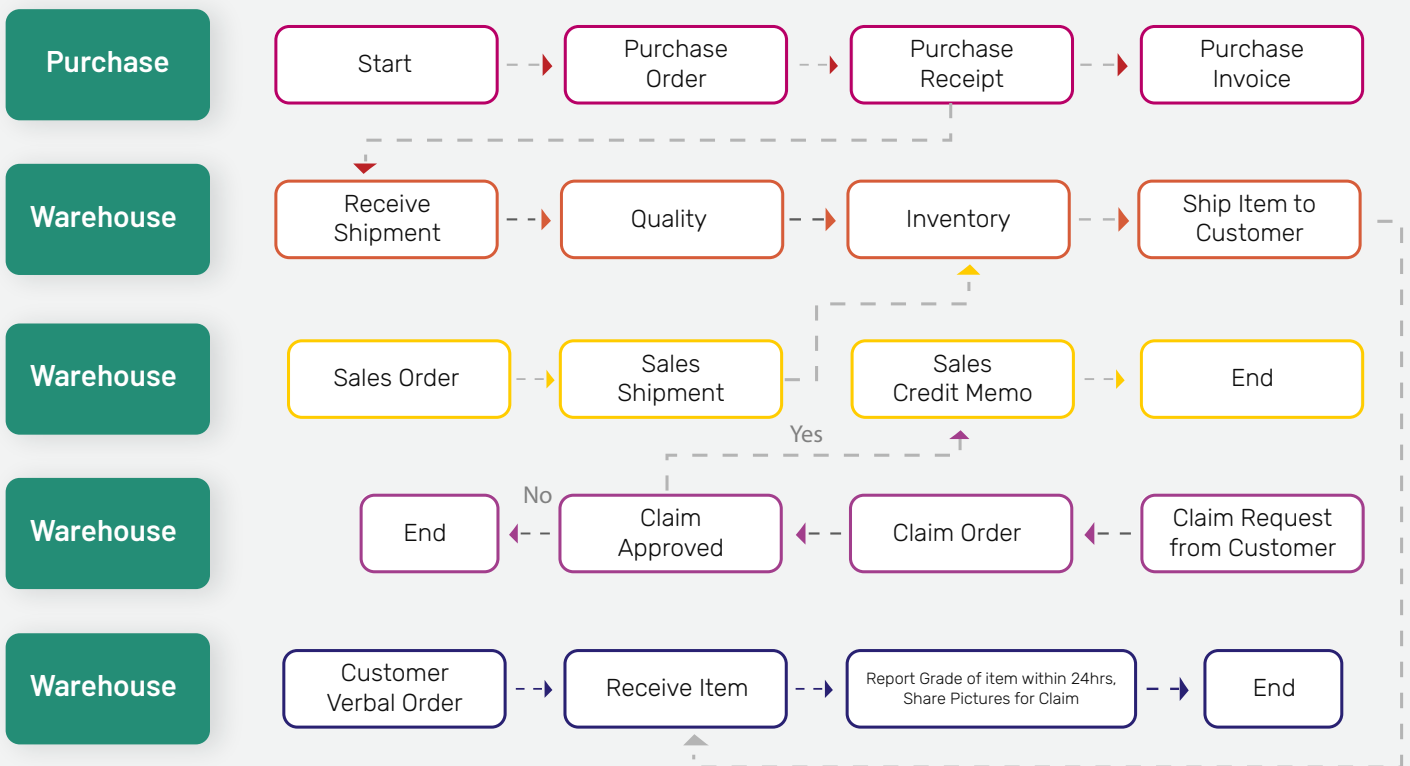 Purchase
Start
Purchase
Order
Purchase
Receipt
Purchase
Invoice
Warehouse
Receive
Shipment
Quality
Inventory
Ship Item to
Customer
Warehouse
Sales Order
Sales
Shipment
Sales
Credit Memo
End
Yes
Warehouse
No
End
Claim
Approved
Claim Order
Claim Request
from Customer
Warehouse
Customer
Verbal Order
Receive Item
Report Grade of item within 24hrs,
Share Pictures for Claim
End